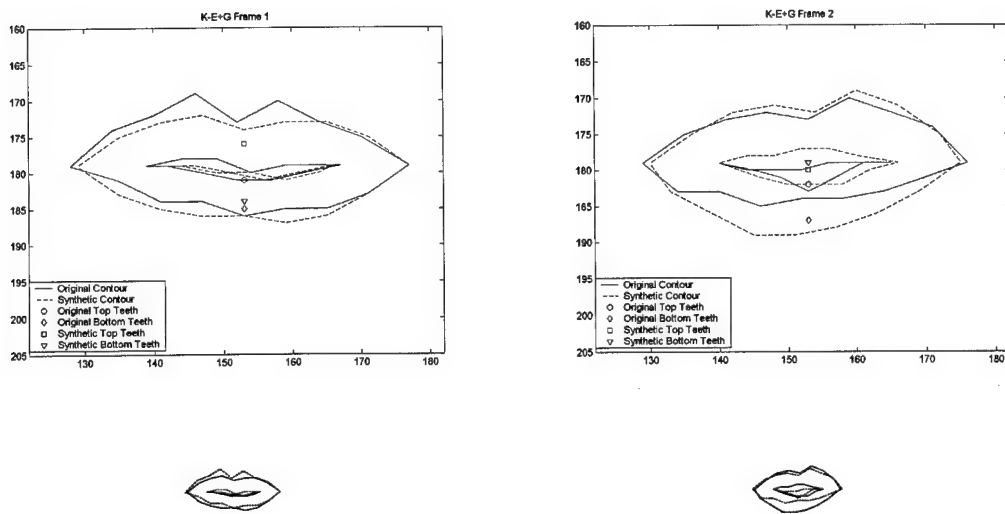 K-E+G Frame 1
160
165
170
175
180
185
190
195
200
205
130
140
150
160
170
180
Original Contour
Synthetic Contour
Original Top Teeth
Original Bottom Teeth
Synthetic Top Teeth
Synthetic Bottom Teeth
K-E+G Frame 2
160
165
170
175
180
185
190
195
200
205
130
140
150
160
170
180
Original Contour
Synthetic Contour
Original Top Teeth
Original Bottom Teeth
Synthetic Top Teeth
Synthetic Bottom Teeth